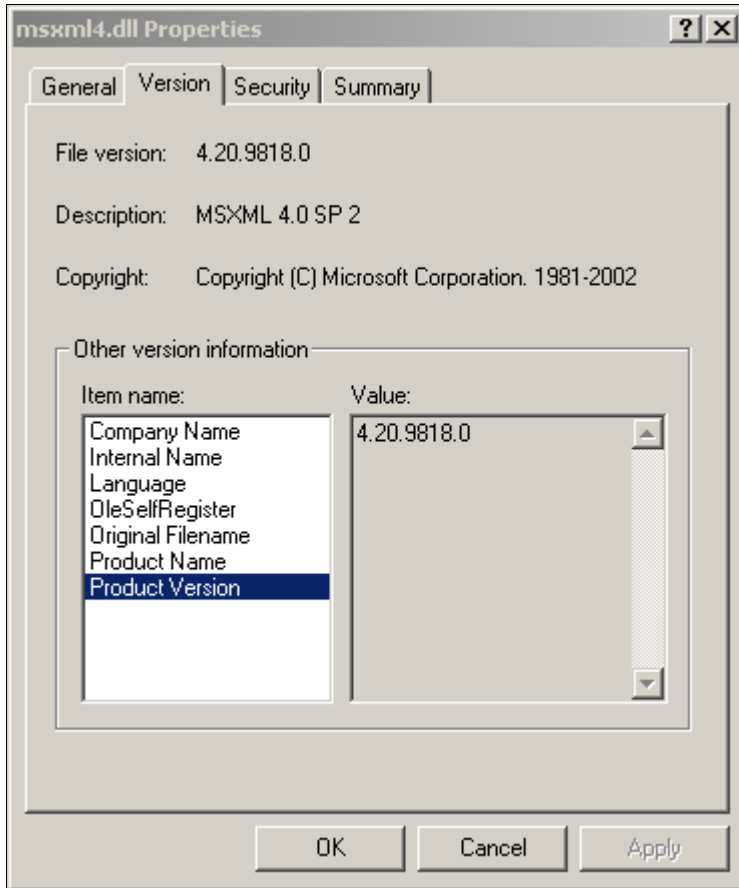 msxml4.dll Properties
General Version Security Summary
File version: 4.20.9818.0
Description: MSXML 4.0 SP 2
Copyright: Copyright (C) Microsoft Corporation. 1981-2002
Other version information
Item name: Value:
Company Name 4.20.9818.0
Internal Name
Language
OleSelfRegister
Original Filename
Product Name
Product Version
OK Cancel Apply